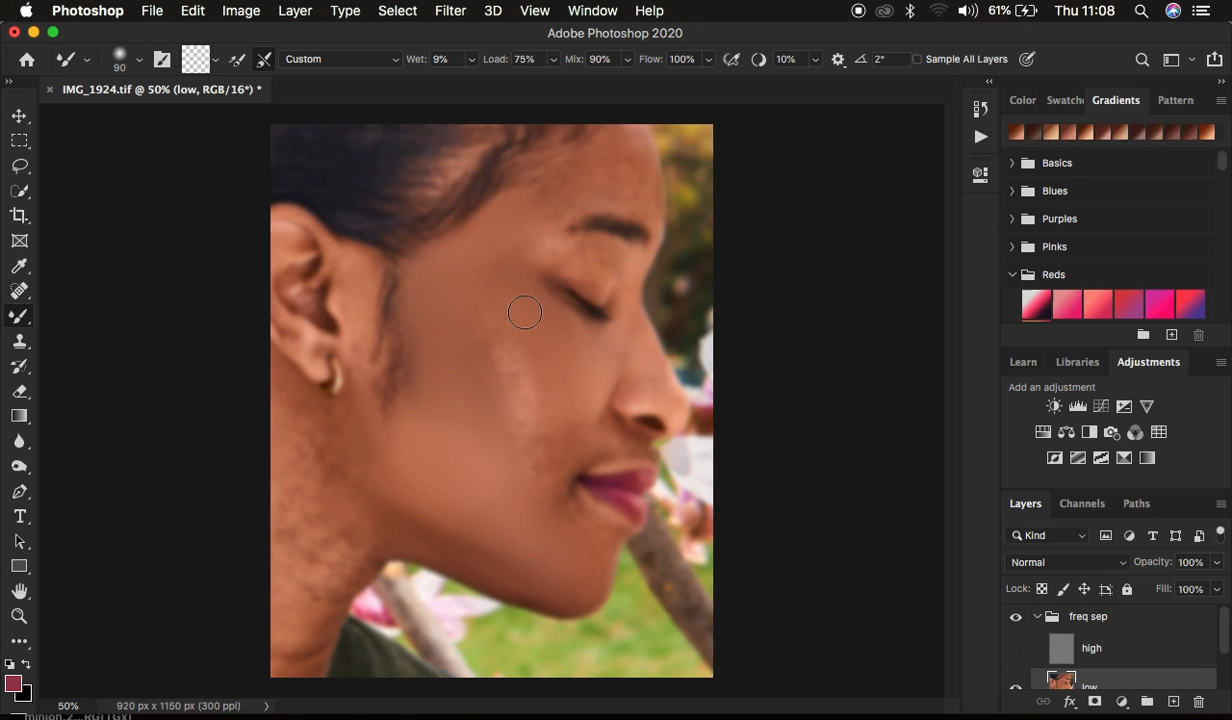 Photoshop File Edit Image Layer Type Select Filter 3D View Window Help 61% Thu 11:08
Adobe Photoshop 2020
90 Custom Wet: 9% Load: 75% Mix: 90% Flow: 100% 10% 2° Sample All Layers
IMG_1924.tif @ 50% (low, RGB/16*) *
Color Swatche Gradients Pattern
Basics
Blues
Purples
Pinks
Reds
Learn Libraries Adjustments
Add an adjustment
Layers Channels Paths
Kind
Normal Opacity: 100%
Lock: Fill: 100%
freq sep
high
low
50% 920 px x 1150 px (300 ppi)